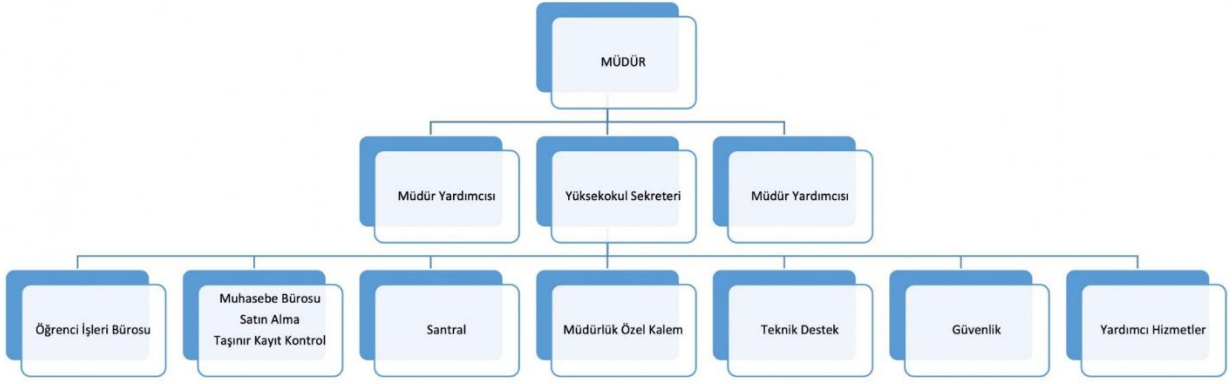 MÜDÜR
Müdür Yardımcısı
Yüksekokul Sekreteri
Müdür Yardımcısı
Öğrenci İşleri Bürosu
Muhasebe Bürosu
Satın Alma
Taşınır Kayıt Kontrol
Santral
Müdürlük Özel Kalem
Teknik Destek
Güvenlik
Yardımcı Hizmetler